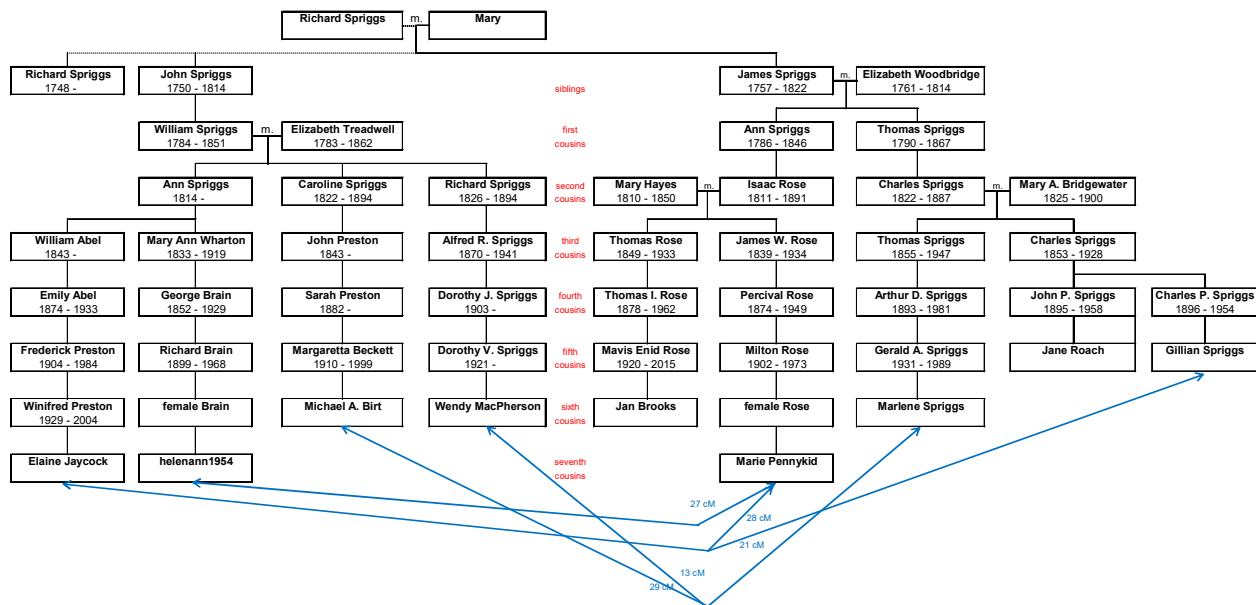 Richard Spriggs
m.
Mary
Richard Spriggs
1748 -
John Spriggs
1750 - 1814
siblings
James Spriggs
1757 - 1822
m.
Elizabeth Woodbridge
1761 - 1814
William Spriggs
1784 - 1851
m.
Elizabeth Treadwell
1783 - 1862
first
cousins
Ann Spriggs
1786 - 1846
Thomas Spriggs
1790 - 1867
Ann Spriggs
1814 -
Caroline Spriggs
1822 - 1894
Richard Spriggs
1826 - 1894
second
cousins
Mary Hayes
1810 - 1850
m.
Isaac Rose
1811 - 1891
Charles Spriggs
1822 - 1887
m.
Mary A. Bridgewater
1825 - 1900
William Abel
1843 -
Mary Ann Wharton
1833 - 1919
John Preston
1843 -
Alfred R. Spriggs
1870 - 1941
third
cousins
Thomas Rose
1849 - 1933
James W. Rose
1839 - 1934
Thomas Spriggs
1855 - 1947
Charles Spriggs
1853 - 1928
Emily Abel
1874 - 1933
George Brain
1852 - 1929
Sarah Preston
1882 -
Dorothy J. Spriggs
1903 -
fourth
cousins
Thomas I. Rose
1878 - 1962
Percival Rose
1874 - 1949
Arthur D. Spriggs
1893 - 1981
John P. Spriggs
1895 - 1958
Charles P. Spriggs
1896 - 1954
Frederick Preston
1904 - 1984
Richard Brain
1899 - 1968
Margaretta Beckett
1910 - 1999
Dorothy V. Spriggs
1921 -
fifth
cousins
Mavis Enid Rose
1920 - 2015
Milton Rose
1902 - 1973
Gerald A. Spriggs
1931 - 1989
Jane Roach
Gillian Spriggs
Winifred Preston
1929 - 2004
female Brain
Michael A. Birt
Wendy MacPherson
sixth
cousins
Jan Brooks
female Rose
Marlene Spriggs
Elaine Jaycock
helenann1954
seventh
cousins
Marie Pennykid
27 cM
28 cM
21 cM
13 cM
29 cM